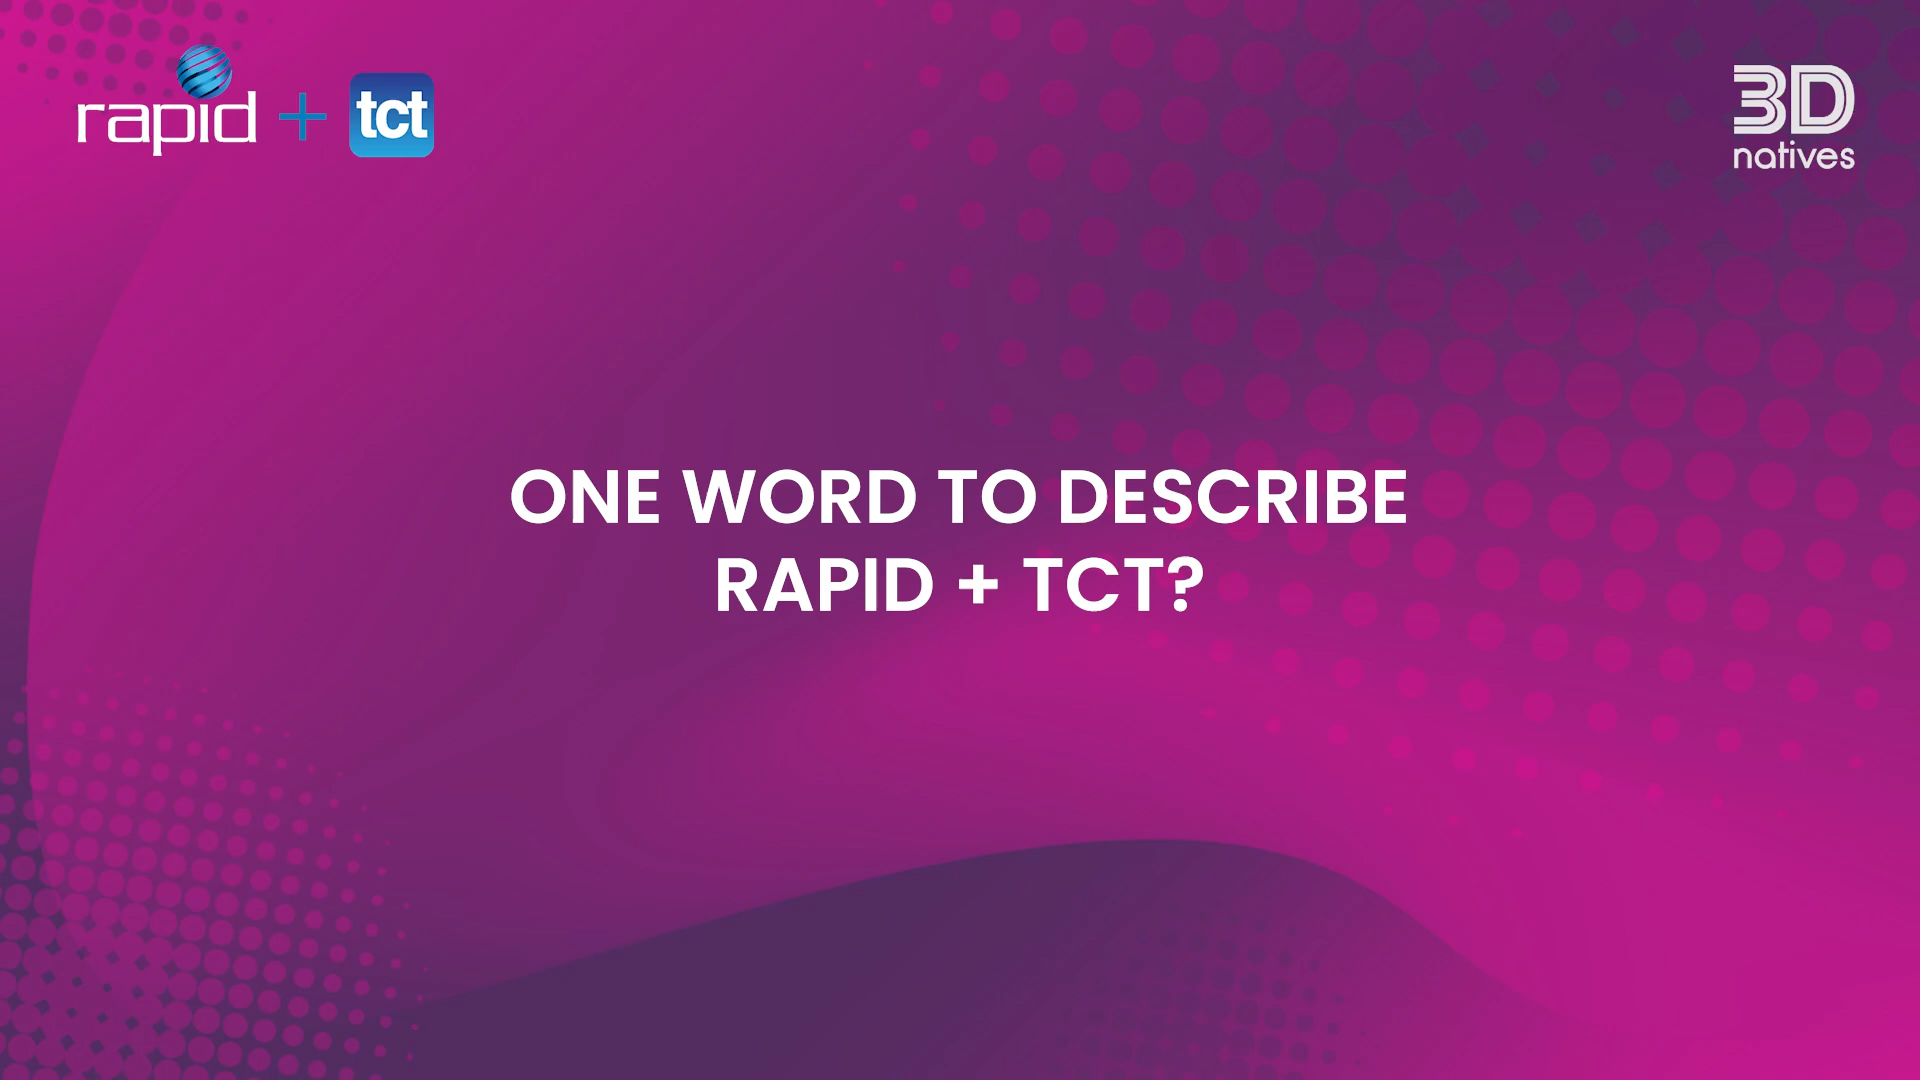 rapid + tct
3D
natives
ONE WORD TO DESCRIBE
RAPID + TCT?